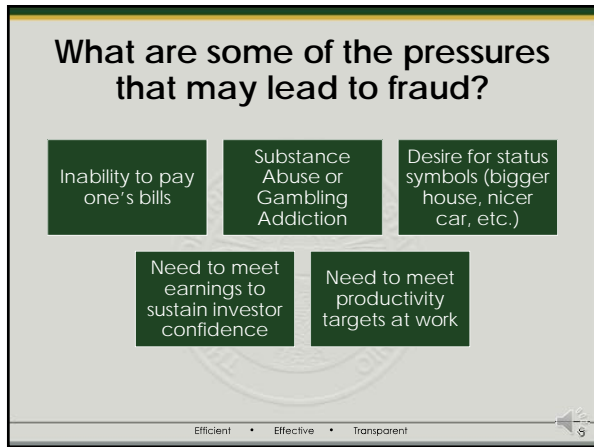 What are some of the pressures
that may lead to fraud?
Inability to pay
one's bills
Substance
Abuse or
Gambling
Addiction
Desire for status
symbols (bigger
house, nicer
car, etc.)
Need to meet
earnings to
sustain investor
confidence
Need to meet
productivity
targets at work
Efficient • Effective • Transparent